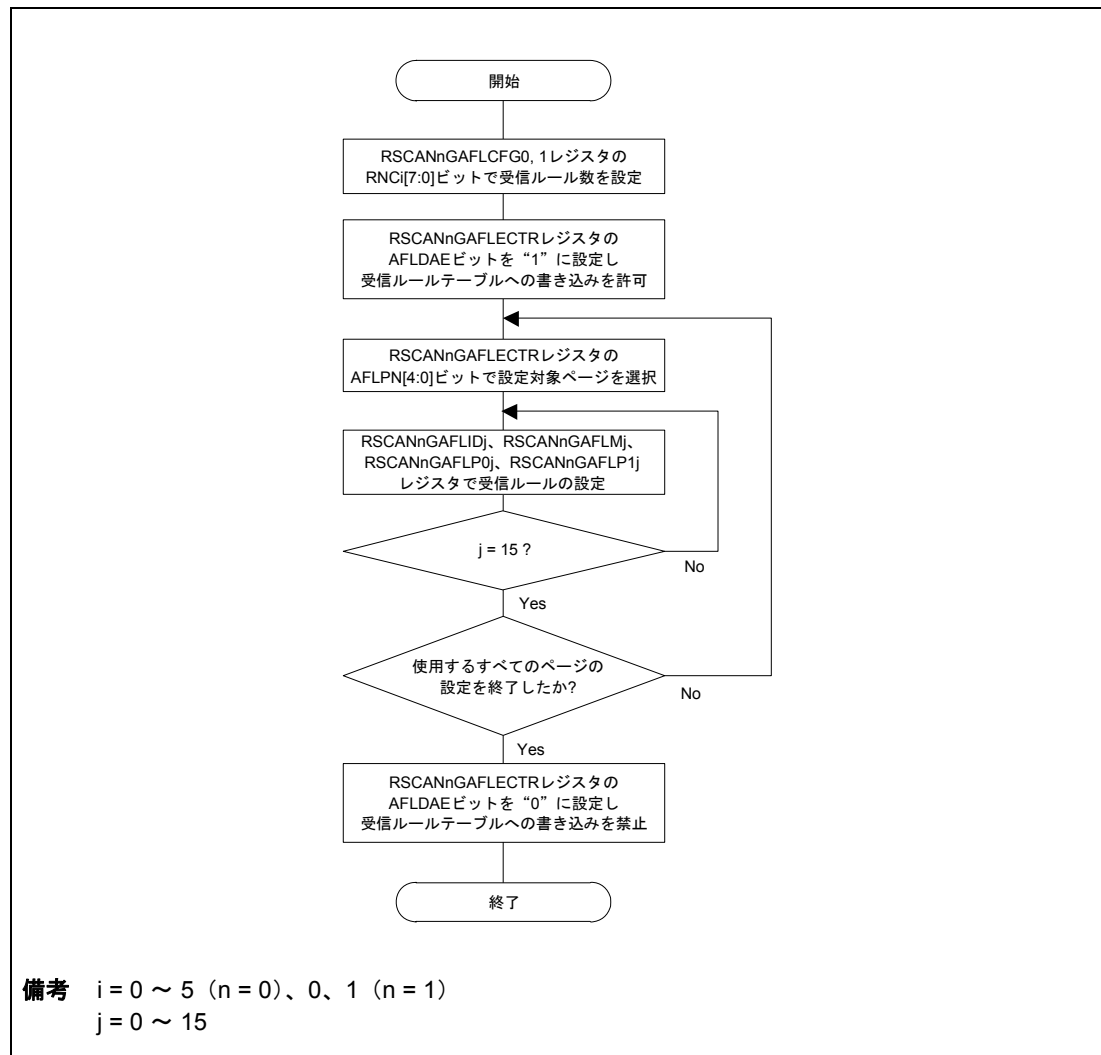 開始
RSCANnGAFLCFG0, 1レジスタの
RNCi[7:0]ビットで受信ルール数を設定
RSCANnGAFLECTRレジスタの
AFLDAEビットを“1”に設定し
受信ルールテーブルへの書き込みを許可
RSCANnGAFLECTRレジスタの
AFLPN[4:0]ビットで設定対象ページを選択
RSCANnGAFLIDj、RSCANnGAFLMj、
RSCANnGAFLP0j、RSCANnGAFLP1j
レジスタで受信ルールの設定
j = 15 ?
No
Yes
使用するすべてのページの
設定を終了したか?
No
Yes
RSCANnGAFLECTRレジスタの
AFLDAEビットを“0”に設定し
受信ルールテーブルへの書き込みを禁止
終了
備考 i = 0 ～ 5（n = 0）、0、1（n = 1）
j = 0 ～ 15